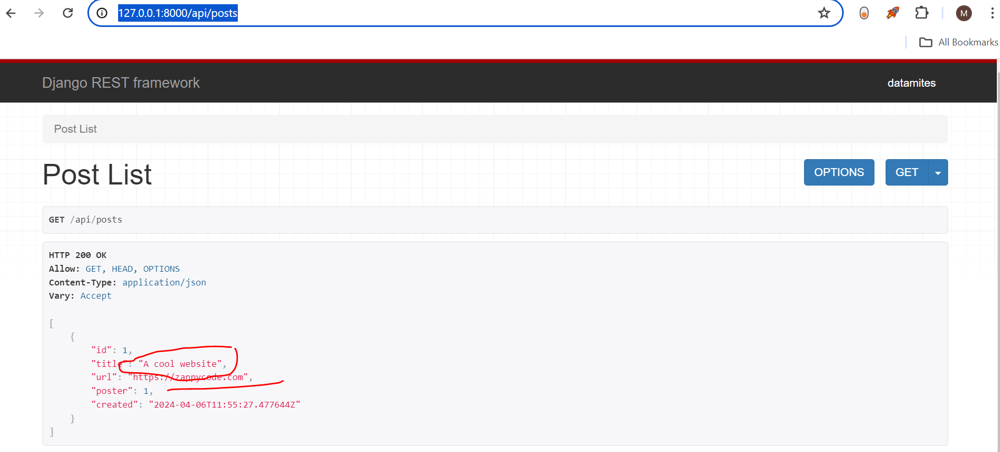 127.0.0.1:8000/api/posts
M
All Bookmarks
Django REST framework
datamites
Post List
Post List
OPTIONS
GET
GET /api/posts
HTTP 200 OK
Allow: GET, HEAD, OPTIONS
Content-Type: application/json
Vary: Accept
[
{
"id": 1,
"title": "A cool website",
"url": "https://zappycode.com",
"poster": 1,
"created": "2024-04-06T11:55:27.477644Z"
}
]